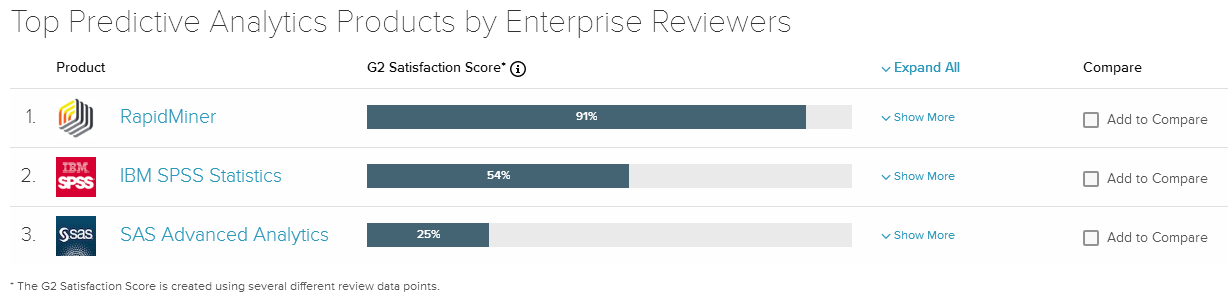 Top Predictive Analytics Products by Enterprise Reviewers
Product G2 Satisfaction Score* Expand All Compare
1. RapidMiner 91% Show More Add to Compare
2. IBM SPSS IBM SPSS Statistics 54% Show More Add to Compare
3. sas SAS Advanced Analytics 25% Show More Add to Compare
* The G2 Satisfaction Score is created using several different review data points.